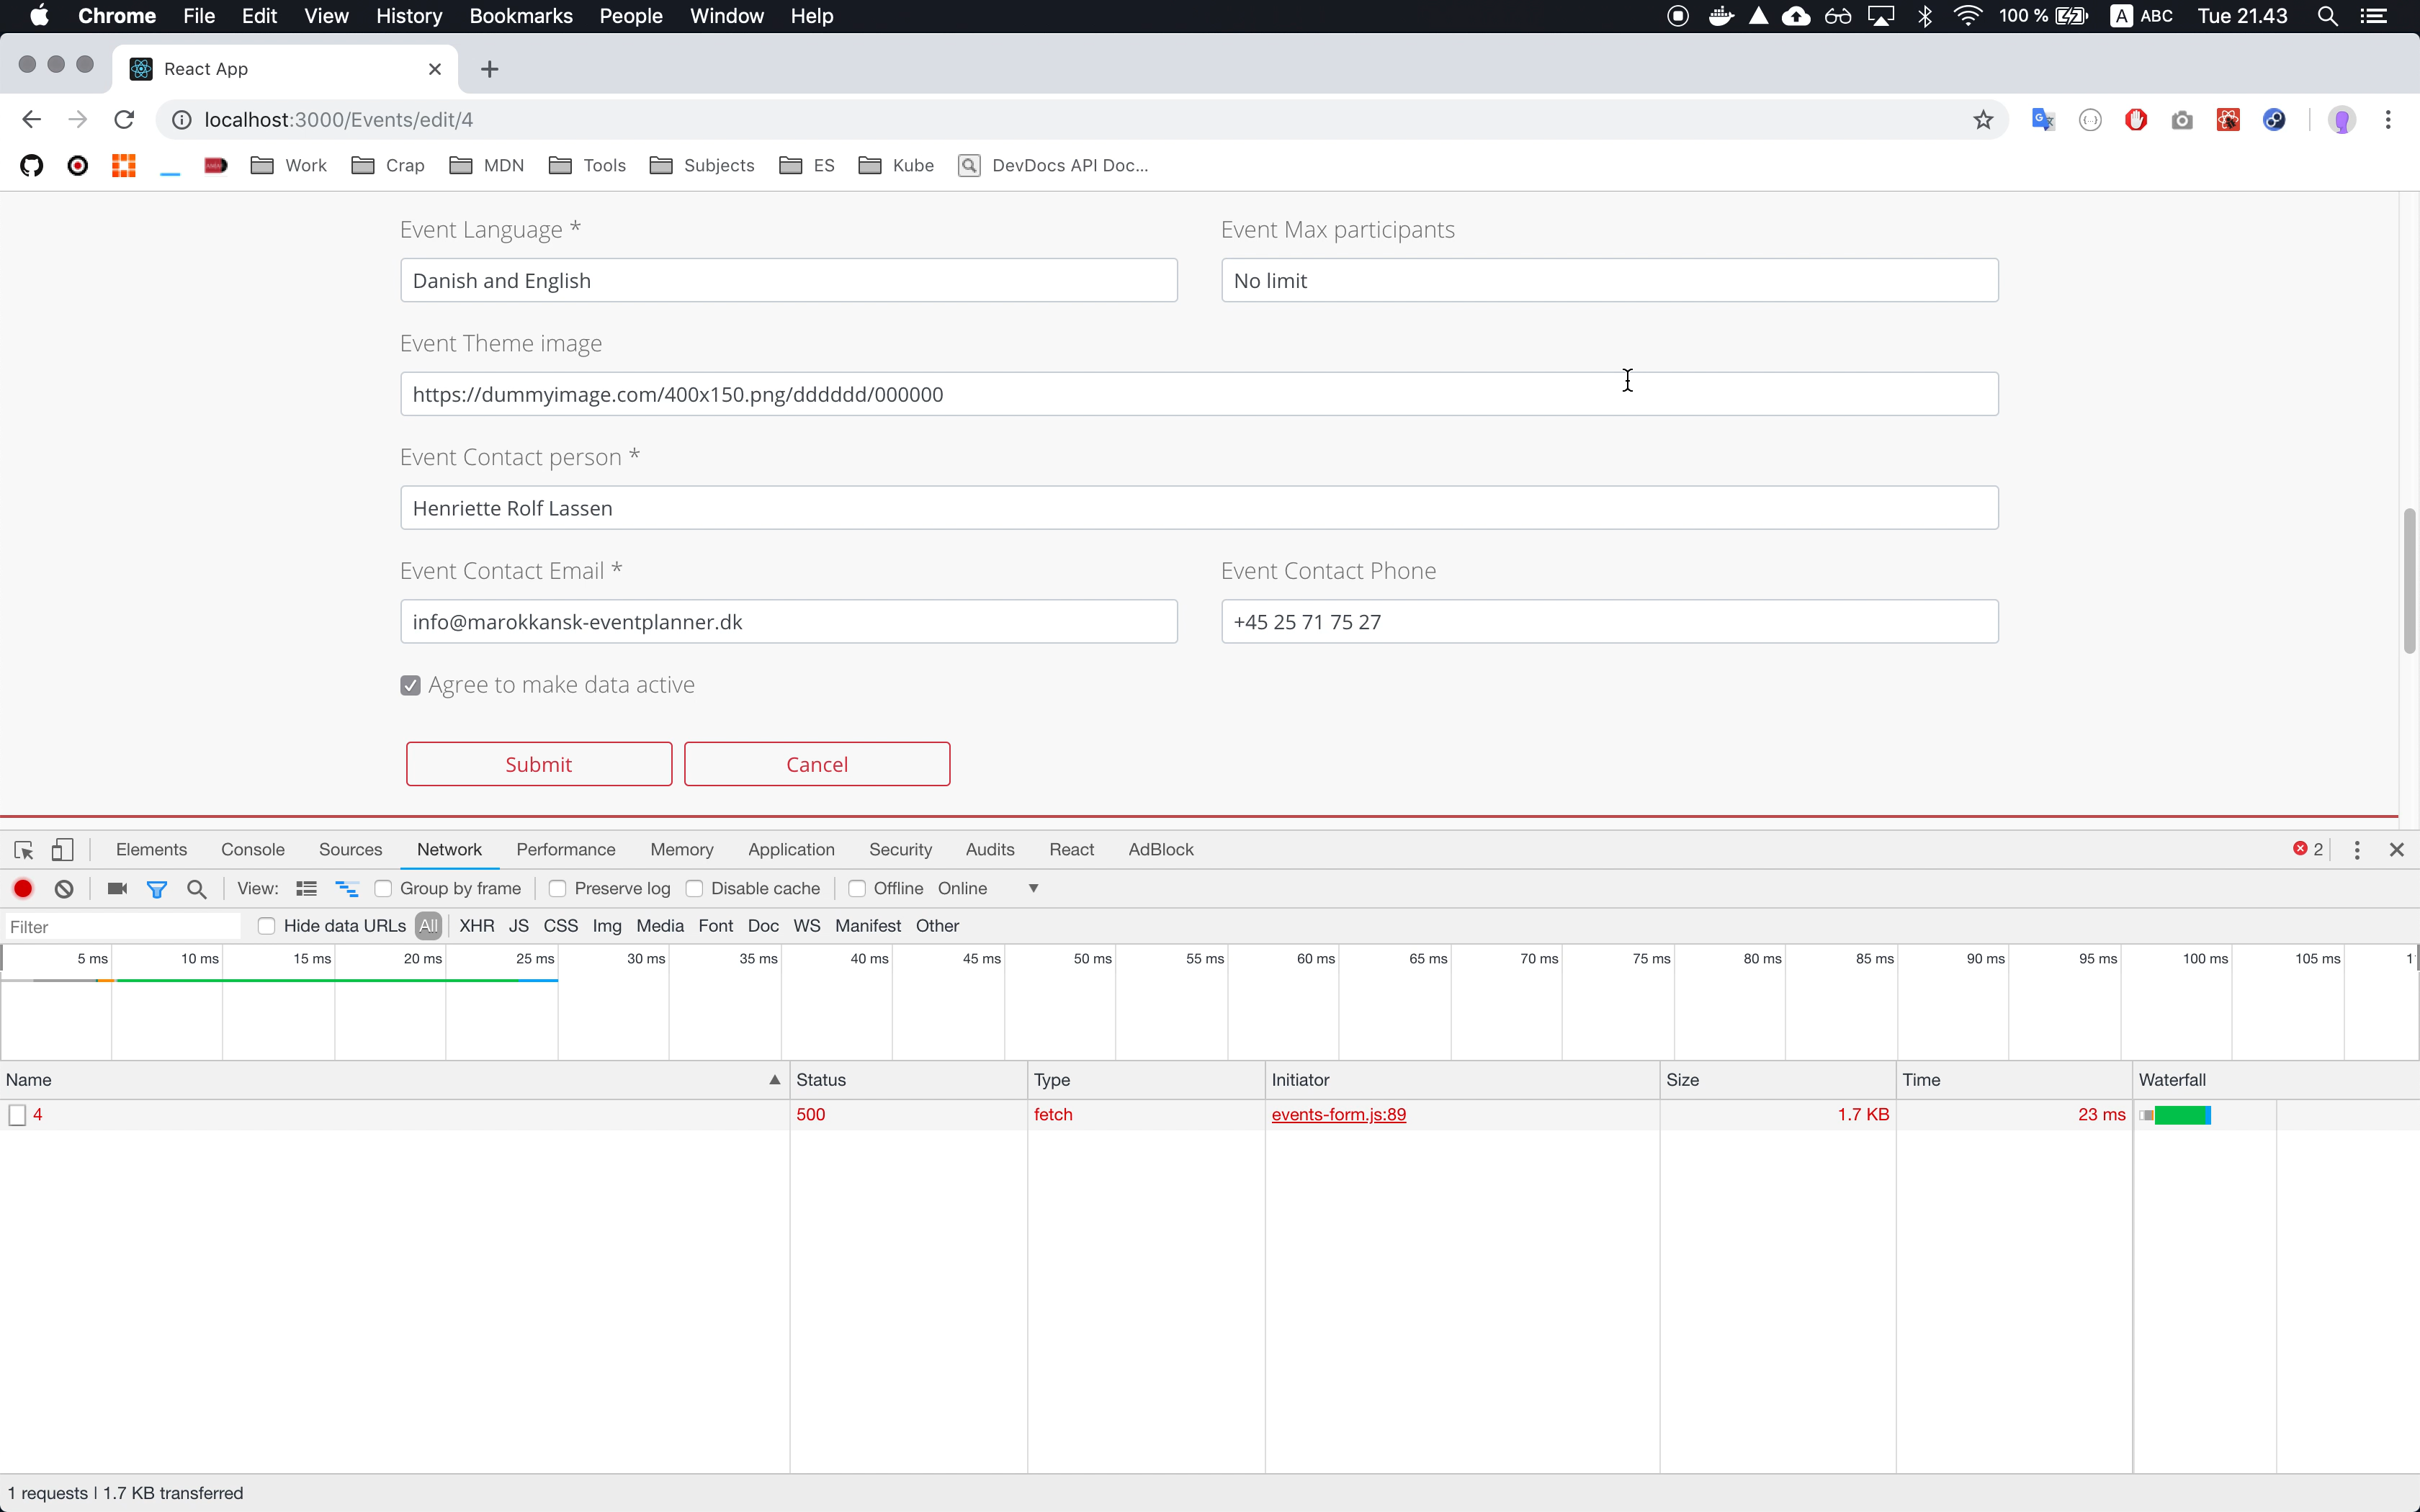 Chrome File Edit View History Bookmarks People Window Help 100 % A ABC Tue 21.43
React App
localhost:3000/Events/edit/4
Work Crap MDN Tools Subjects ES Kube DevDocs API Doc...
Event Language * Event Max participants
Danish and English No limit
Event Theme image
https://dummyimage.com/400x150.png/dddddd/000000
Event Contact person *
Henriette Rolf Lassen
Event Contact Email * Event Contact Phone
info@marokkansk-eventplanner.dk +45 25 71 75 27
Agree to make data active
Submit Cancel
Elements Console Sources Network Performance Memory Application Security Audits React AdBlock 2
View: Group by frame Preserve log Disable cache Offline Online
Filter Hide data URLs All XHR JS CSS Img Media Font Doc WS Manifest Other
5 ms 10 ms 15 ms 20 ms 25 ms 30 ms 35 ms 40 ms 45 ms 50 ms 55 ms 60 ms 65 ms 70 ms 75 ms 80 ms 85 ms 90 ms 95 ms 100 ms 105 ms
Name Status Type Initiator Size Time Waterfall
4 500 fetch events-form.js:89 1.7 KB 23 ms
1 requests | 1.7 KB transferred